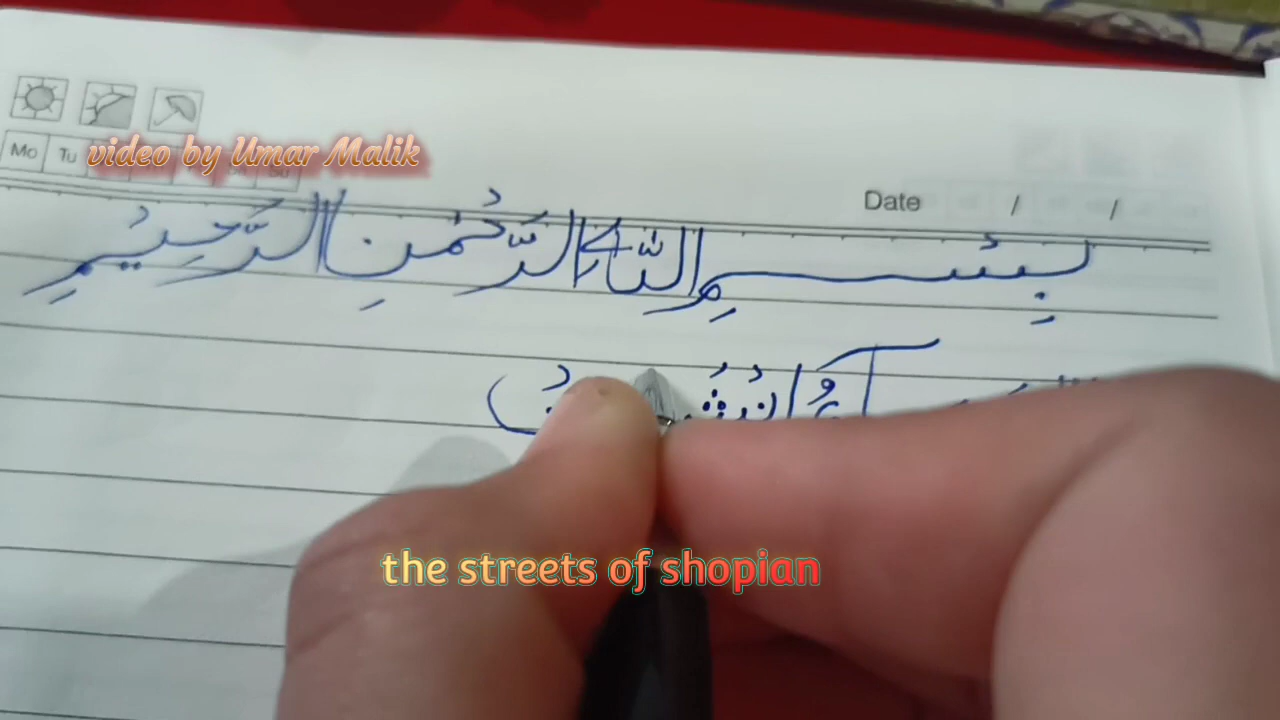 Mo Tu
video by Umar Malik
Date / /
بِسْمِ اللّٰهِ الرَّحْمٰنِ الرَّحِيْمِ
the streets of shopian